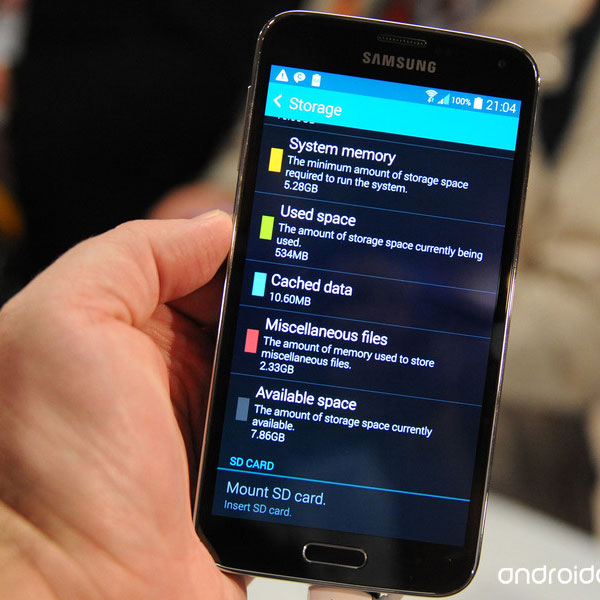 SAMSUNG
100% 21:04
Storage
System memory
The minimum amount of storage space
required to run the system.
5.28GB
Used space
The amount of storage space currently being
used.
534MB
Cached data
10.60MB
Miscellaneous files
The amount of memory used to store
miscellaneous files.
2.33GB
Available space
The amount of storage space currently
available.
7.86GB
SD CARD
Mount SD card.
Insert SD card.